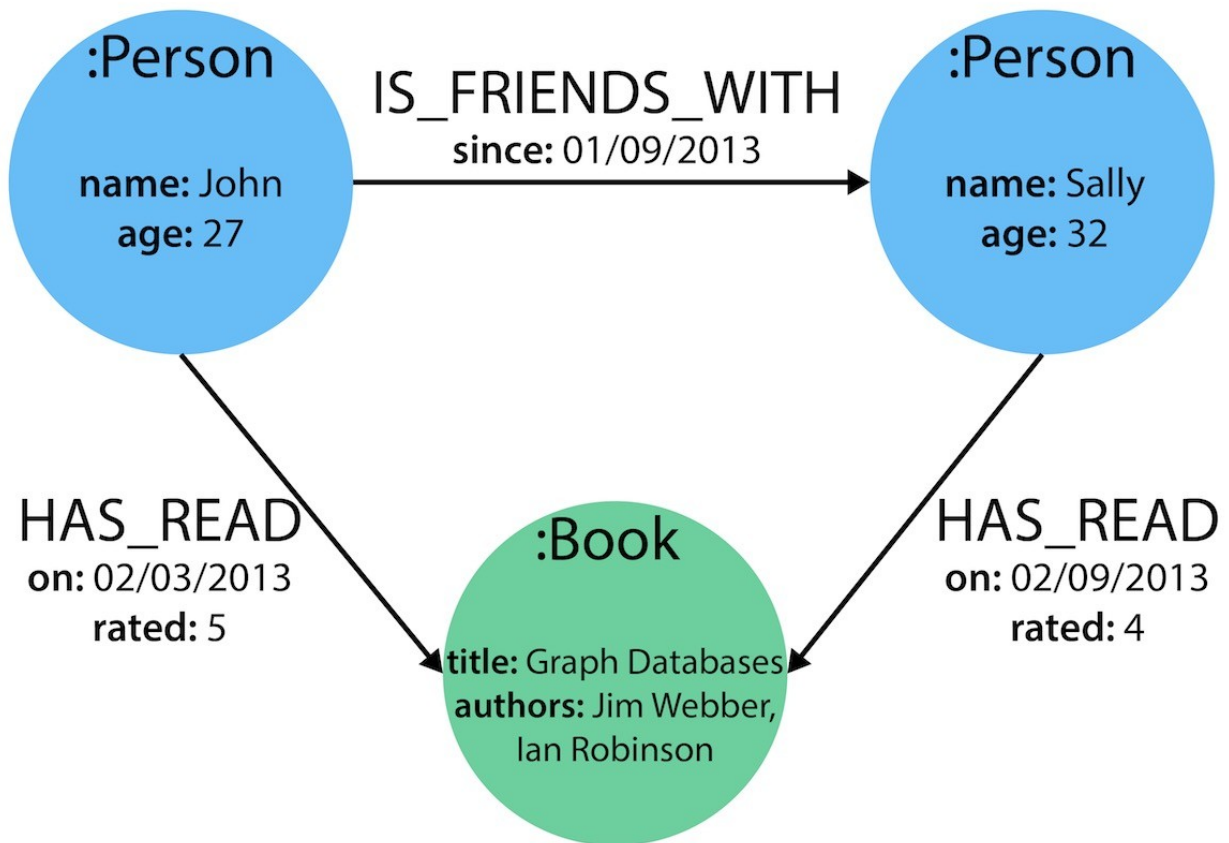 :Person
name: John
age: 27
IS_FRIENDS_WITH
since: 01/09/2013
:Person
name: Sally
age: 32
HAS_READ
on: 02/03/2013
rated: 5
:Book
title: Graph Databases
authors: Jim Webber,
Ian Robinson
HAS_READ
on: 02/09/2013
rated: 4